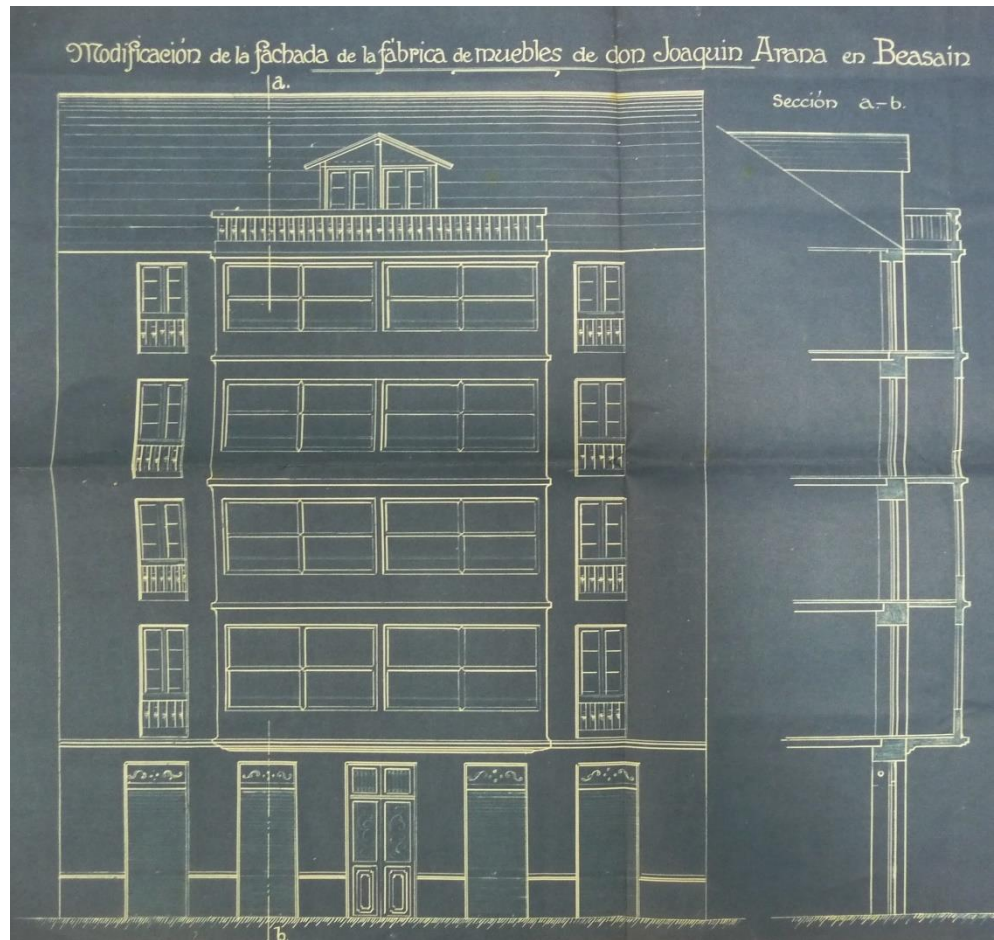 Modificación de la fachada de la fábrica de muebles de don Joaquin Arana en Beasain
a.
Sección a-b.
b.